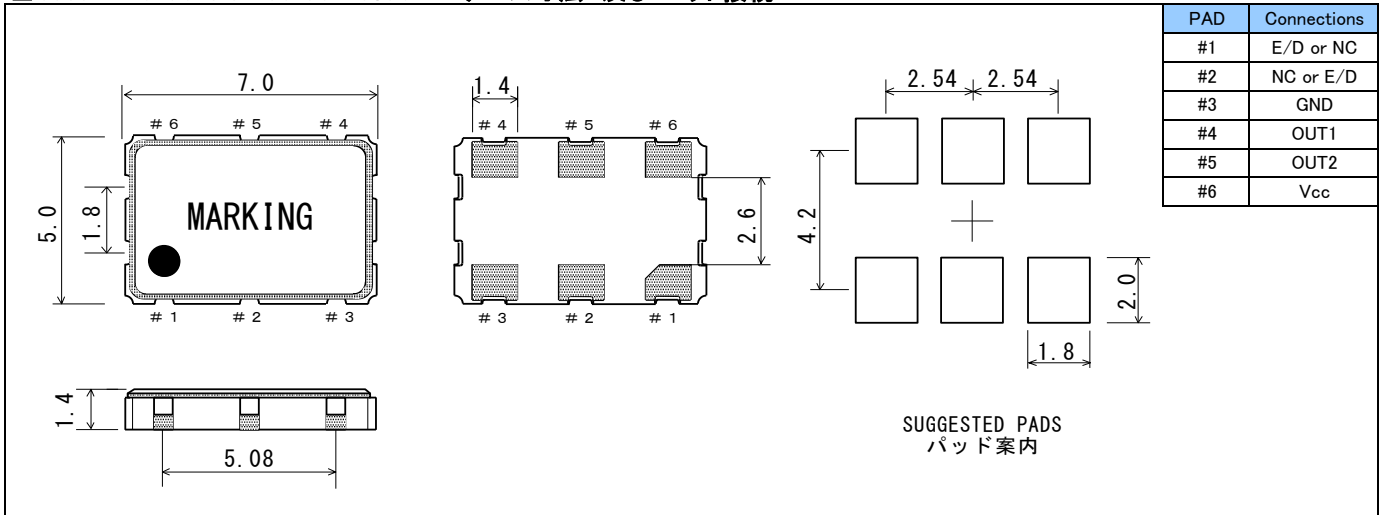 PAD Connections
#1 E/D or NC
#2 NC or E/D
#3 GND
#4 OUT1
#5 OUT2
#6 Vcc
7.0
# 6 # 5 # 4
5.0
1.8
MARKING
# 1 # 2 # 3
1.4
5.08
1.4
# 4 # 5 # 6
2.6
# 3 # 2 # 1
2.54 2.54
4.2
2.0
1.8
SUGGESTED PADS
パッド案内